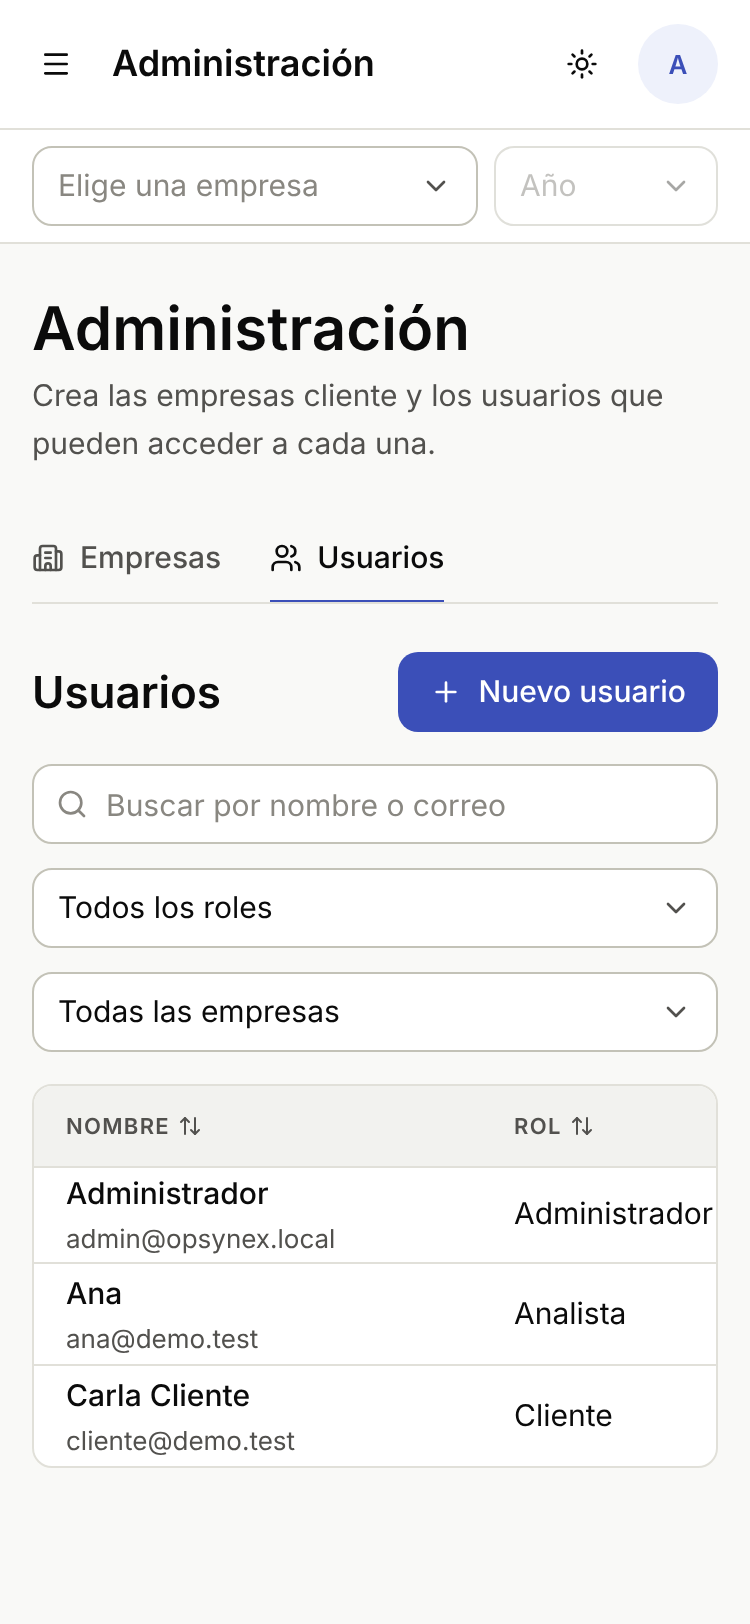 Administración
A
Elige una empresa
Año
Administración
Crea las empresas cliente y los usuarios que
pueden acceder a cada una.
Empresas
Usuarios
Usuarios
Nuevo usuario
Buscar por nombre o correo
Todos los roles
Todas las empresas
NOMBRE ROL
Administrador
admin@opsynex.local
Administrador
Ana
ana@demo.test
Analista
Carla Cliente
cliente@demo.test
Cliente